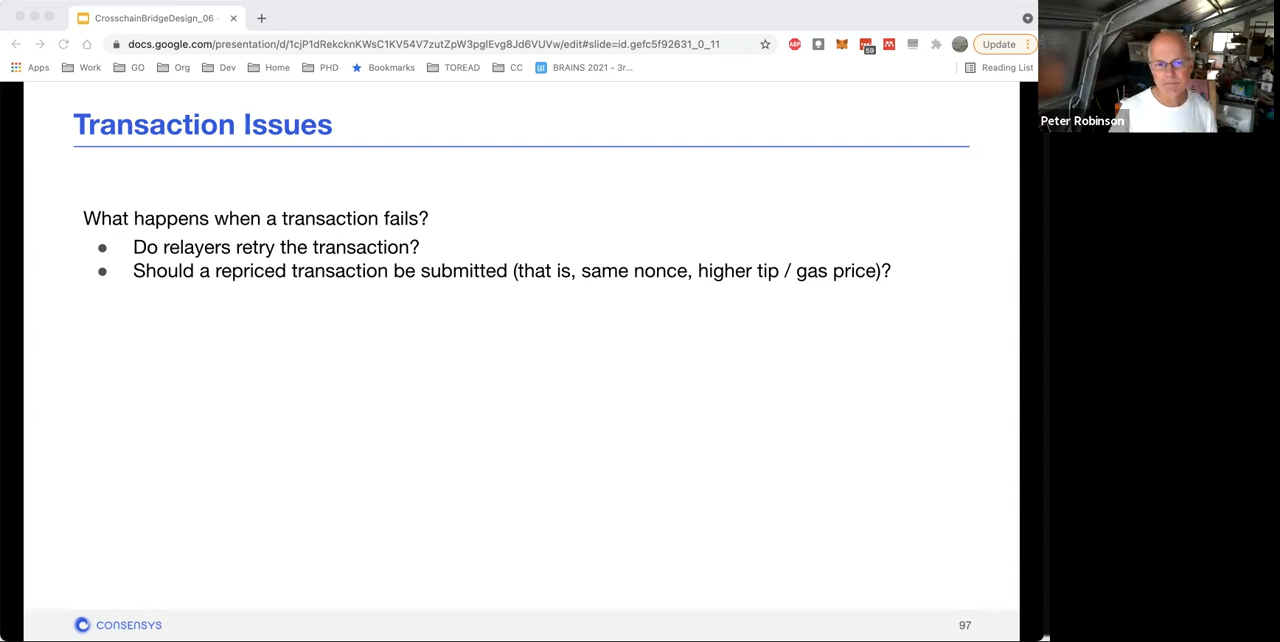 CrosschainBridgeDesign_06 -
docs.google.com/presentation/d/1cjP1dRekcknKWsC1KV54V7zutZpW3pglEvg8Jd6VUVw/edit#slide=id.gefc5f92631_0_11
ABP
59
Update
Apps
Work
GO
Org
Dev
Home
PHD
Bookmarks
TOREAD
CC
BRAINS 2021 - 3r...
Reading List
Peter Robinson
Transaction Issues
What happens when a transaction fails?
● Do relayers retry the transaction?
● Should a repriced transaction be submitted (that is, same nonce, higher tip / gas price)?
CONSENSYS
97